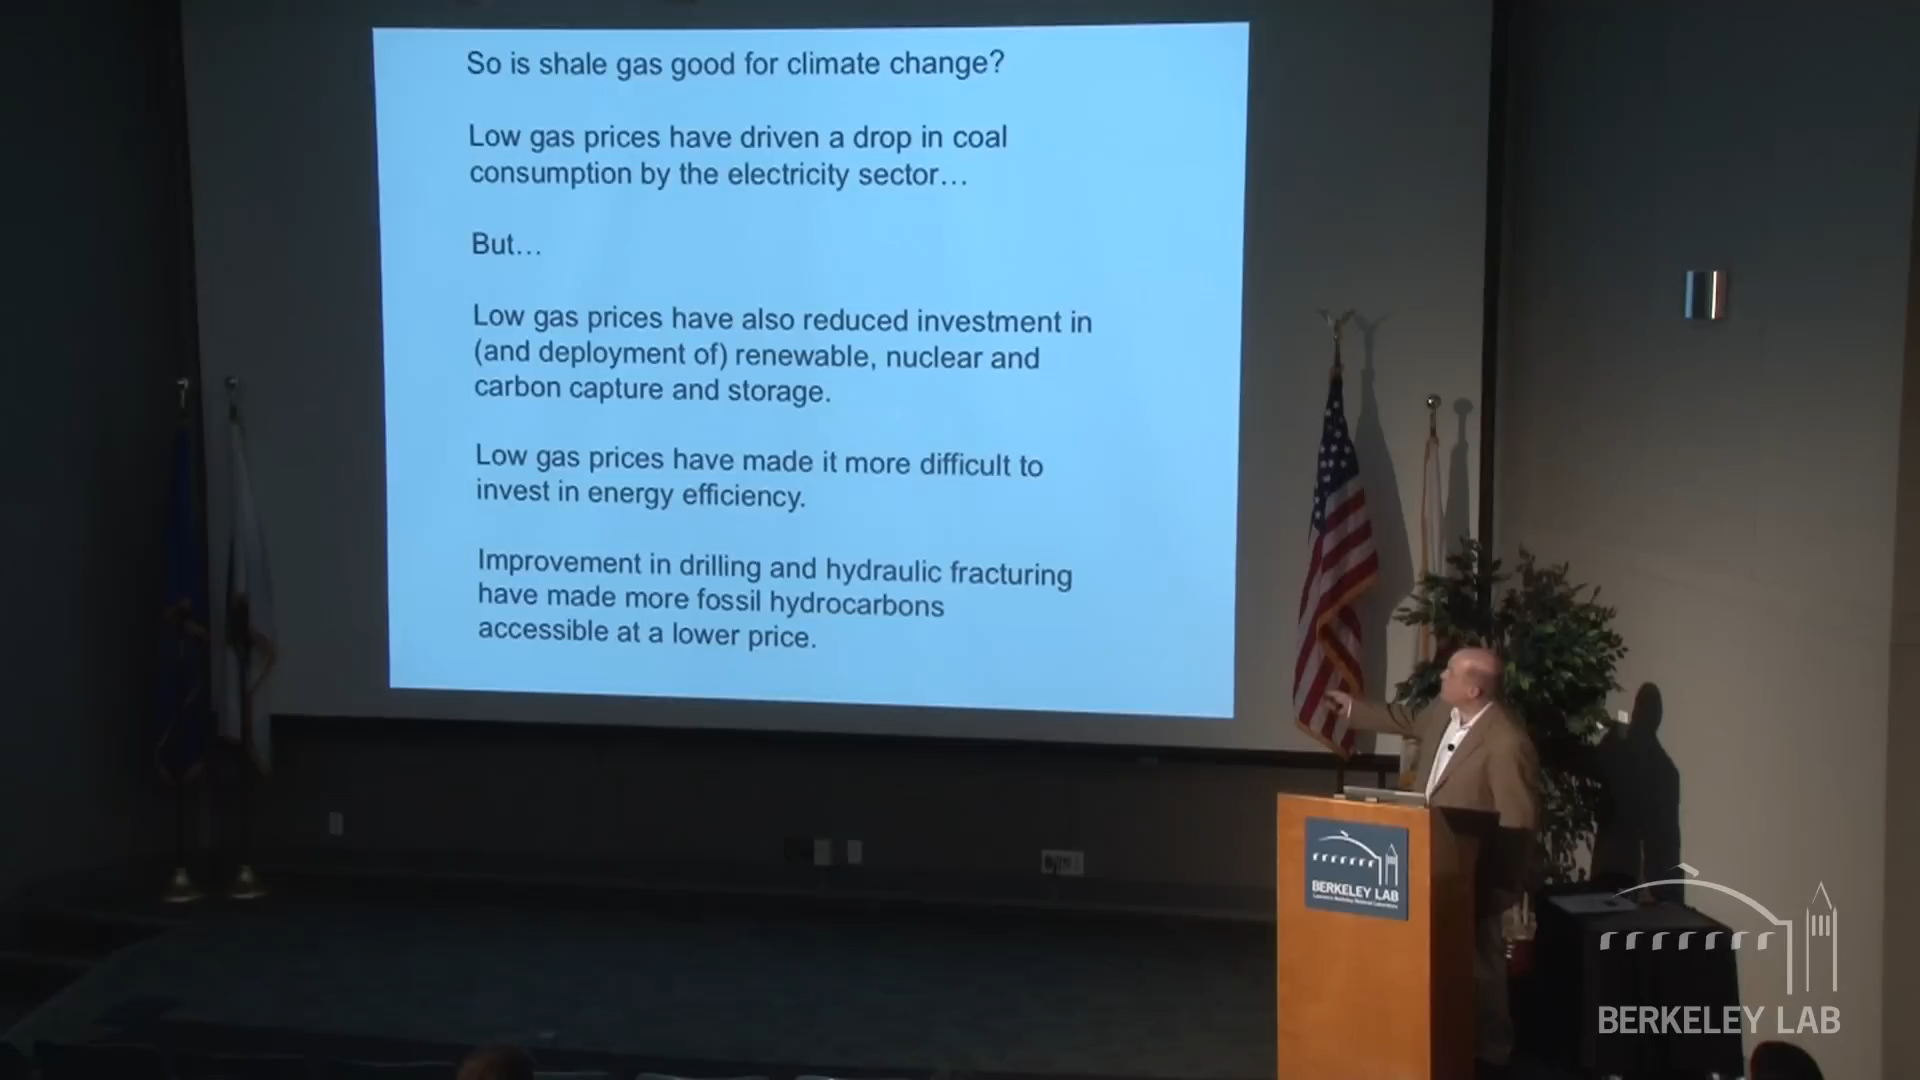 So is shale gas good for climate change?
Low gas prices have driven a drop in coal
consumption by the electricity sector…
But…
Low gas prices have also reduced investment in
(and deployment of) renewable, nuclear and
carbon capture and storage.
Low gas prices have made it more difficult to
invest in energy efficiency.
Improvement in drilling and hydraulic fracturing
have made more fossil hydrocarbons
accessible at a lower price.
BERKELEY LAB
BERKELEY LAB